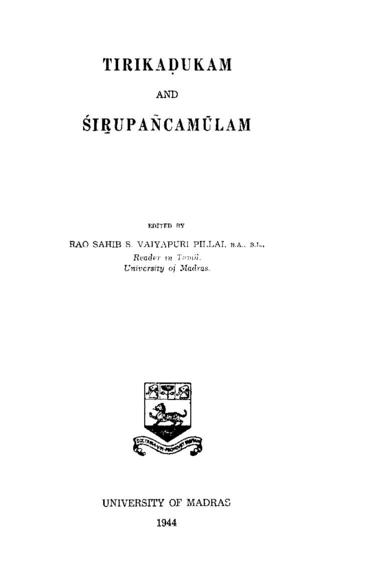 TIRIKAḌUKAM
AND
ŚIṞUPAÑCAMŪLAM
EDITED BY
RAO SAHIB S. VAIYAPURI PILLAI, B.A., B.L.,
Reader in Tamil,
University of Madras.
UNIVERSITY OF MADRAS
1944